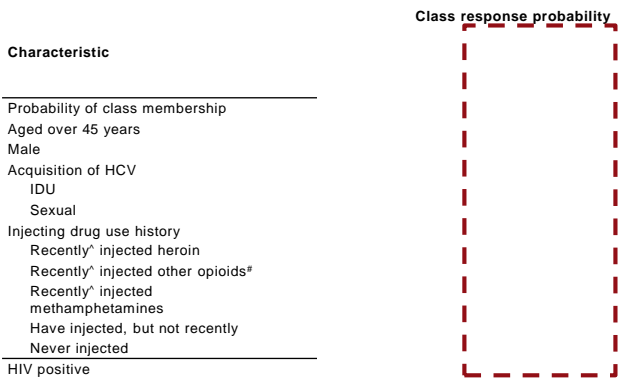 Class response probability
Characteristic
Probability of class membership
Aged over 45 years
Male
Acquisition of HCV
IDU
Sexual
Injecting drug use history
Recently^ injected heroin
Recently^ injected other opioids#
Recently^ injected
methamphetamines
Have injected, but not recently
Never injected
HIV positive